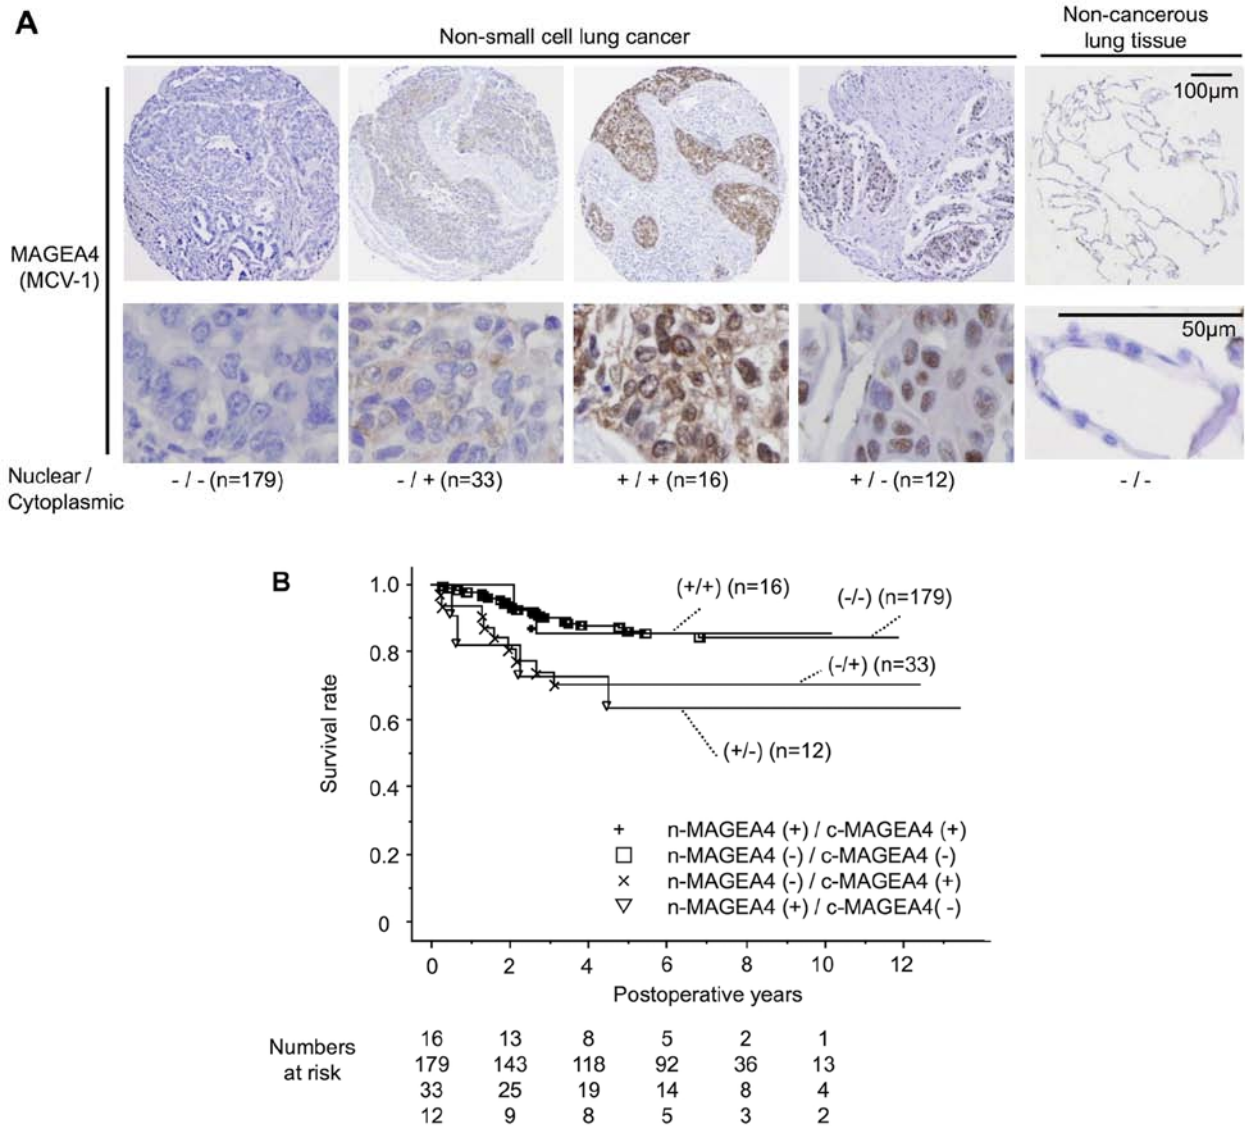 A
Non-small cell lung cancer
Non-cancerous
lung tissue
100µm
MAGEA4
(MCV-1)
50µm
Nuclear /
Cytoplasmic
- / - (n=179)
- / + (n=33)
+ / + (n=16)
+ / - (n=12)
- / -
B
1.0
0.8
0.6
0.4
0.2
0
Survival rate
(+/+) (n=16)
(-/-) (n=179)
(-/+) (n=33)
(+/-) (n=12)
+ n-MAGEA4 (+) / c-MAGEA4 (+)
n-MAGEA4 (-) / c-MAGEA4 (-)
× n-MAGEA4 (-) / c-MAGEA4 (+)
n-MAGEA4 (+) / c-MAGEA4( -)
0 2 4 6 8 10 12
Postoperative years
Numbers
at risk
16 13 8 5 2 1
179 143 118 92 36 13
33 25 19 14 8 4
12 9 8 5 3 2